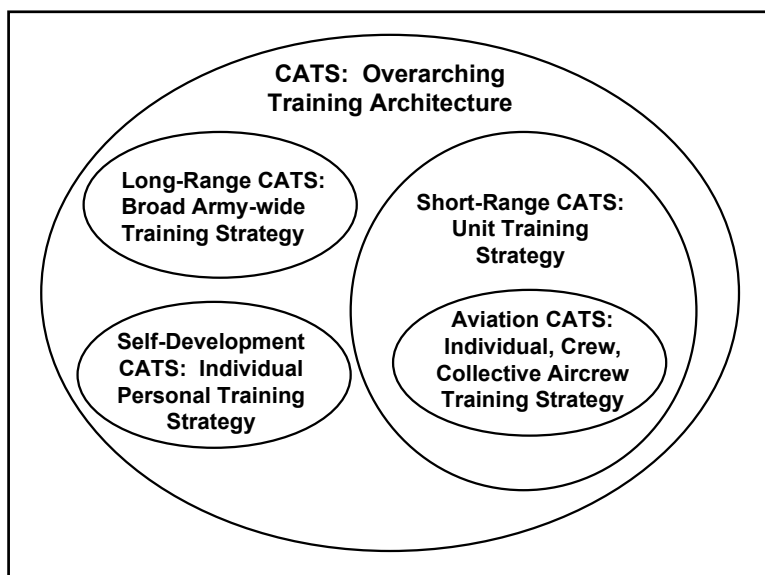 CATS: Overarching
Training Architecture
Long-Range CATS:
Broad Army-wide
Training Strategy
Short-Range CATS:
Unit Training
Strategy
Self-Development
CATS: Individual
Personal Training
Strategy
Aviation CATS:
Individual, Crew,
Collective Aircrew
Training Strategy